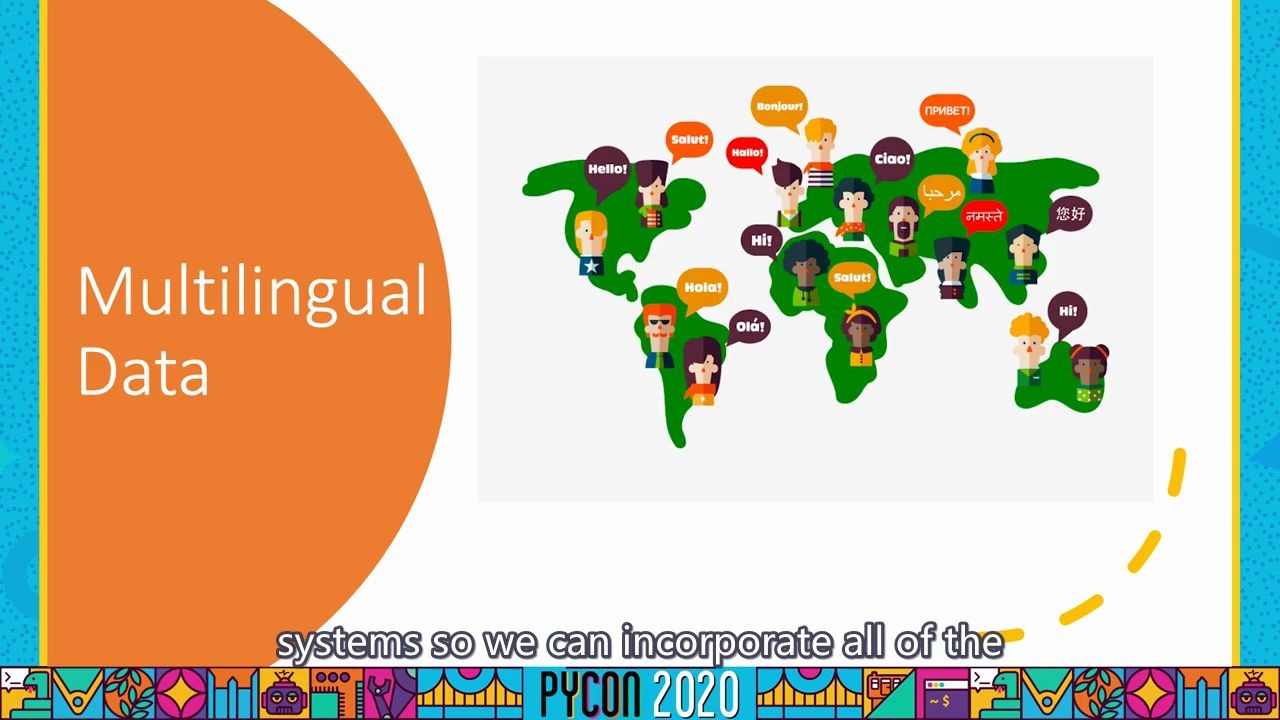 Multilingual
Data
Bonjour!
ПРИВЕТ!
Salut!
Hallo!
Hello!
Ciao!
مرحبا
नमस्ते
您好
Hi!
Hola!
Salut!
Olá!
Hi!
systems so we can incorporate all of the
PYCON 2020
>_
~$